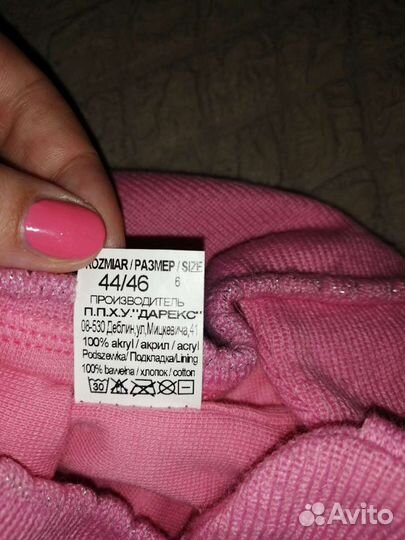 ROZMIAR / РАЗМЕР / SIZE
44/46 6
ПРОИЗВОДИТЕЛЬ
П.П.Х.У."ДАРЕКС"
08-530 Деблин,ул,Мицкевича,41
100% akryl / акрил / acryl
Podszewka / Подкладка/Lining
100% bawełna / хлопок / cotton
30
Avito